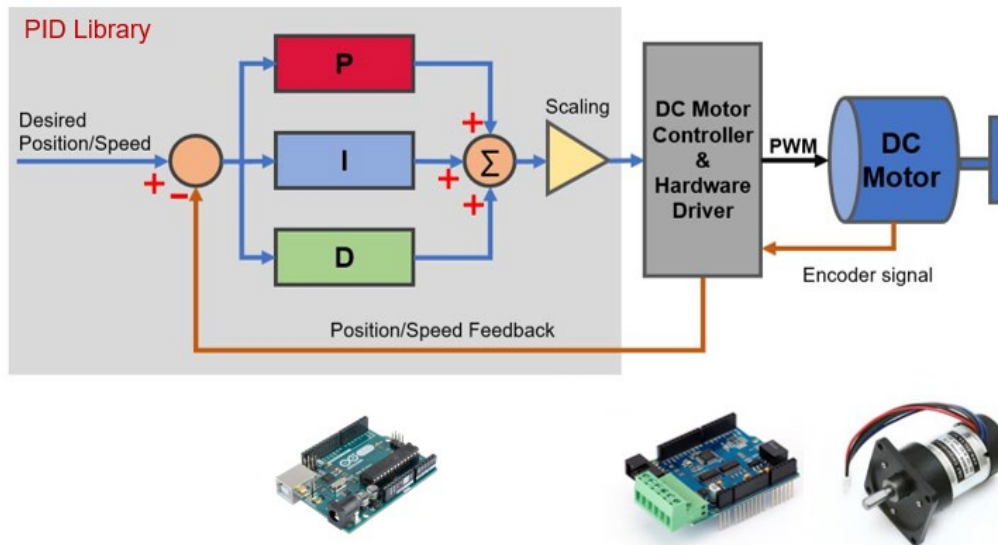 PID Library
Desired
Position/Speed
+
−
P
I
D
+
+
+
Σ
Scaling
DC Motor
Controller
&
Hardware
Driver
PWM
DC
Motor
Encoder signal
Position/Speed Feedback